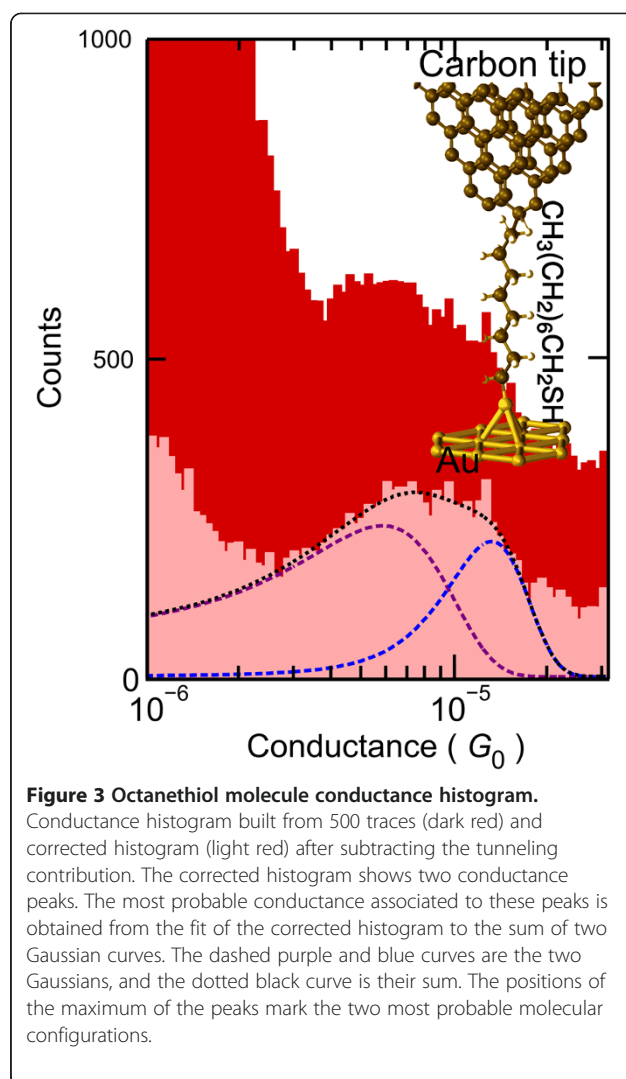 1000
Carbon tip
CH3(CH2)6CH2SH
Counts
500
Au
0
10⁻⁶
10⁻⁵
Conductance ( G₀ )
Figure 3 Octanethiol molecule conductance histogram.
Conductance histogram built from 500 traces (dark red) and
corrected histogram (light red) after subtracting the tunneling
contribution. The corrected histogram shows two conductance
peaks. The most probable conductance associated to these peaks is
obtained from the fit of the corrected histogram to the sum of two
Gaussian curves. The dashed purple and blue curves are the two
Gaussians, and the dotted black curve is their sum. The positions of
the maximum of the peaks mark the two most probable molecular
configurations.